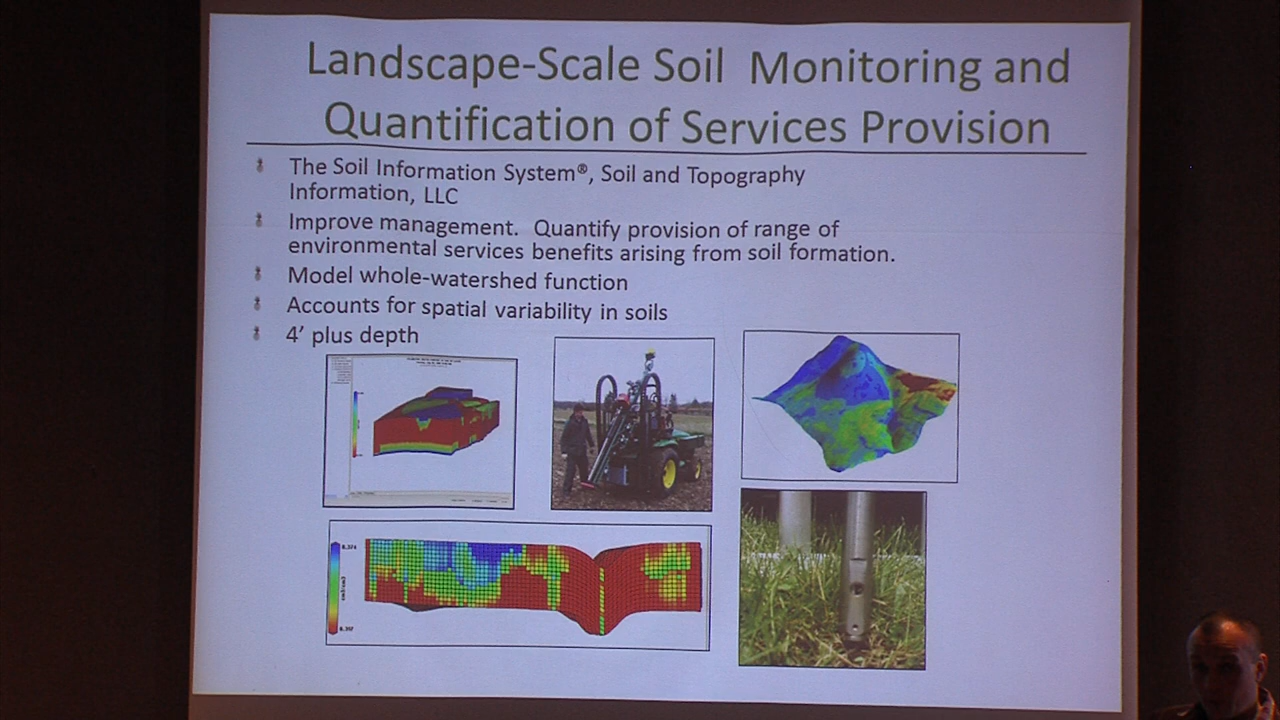 Landscape-Scale Soil Monitoring and
Quantification of Services Provision
The Soil Information System®, Soil and Topography
Information, LLC
Improve management. Quantify provision of range of
environmental services benefits arising from soil formation.
Model whole-watershed function
Accounts for spatial variability in soils
4' plus depth